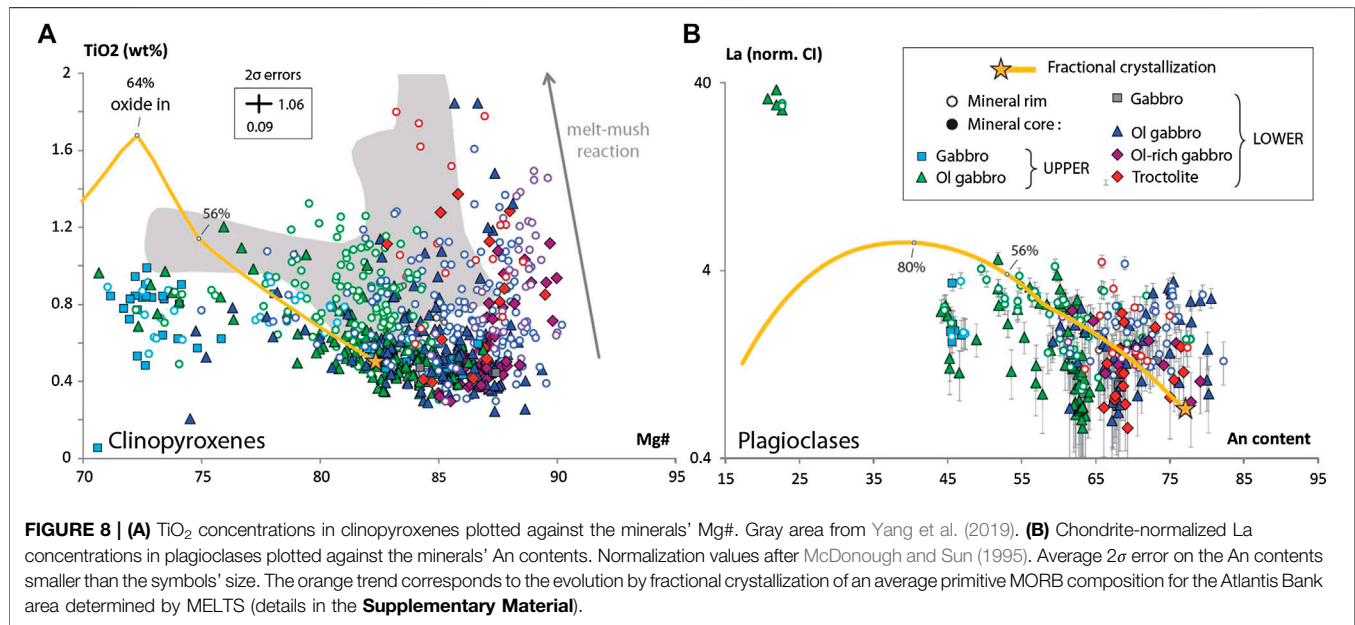 A
TiO2 (wt%)
2
1.6
1.2
0.8
0.4
0
64%
oxide in
2σ errors
1.06
0.09
56%
melt-mush
reaction
Clinopyroxenes
Mg#
70 75 80 85 90 95
B
La (norm. CI)
40
4
0.4
Fractional crystallization
Mineral rim
Mineral core :
Gabbro
Ol gabbro
UPPER
Gabbro
Ol gabbro
Ol-rich gabbro
Troctolite
LOWER
80%
56%
Plagioclases
An content
15 25 35 45 55 65 75 85 95
FIGURE 8 | (A) TiO₂ concentrations in clinopyroxenes plotted against the minerals' Mg#. Gray area from Yang et al. (2019). (B) Chondrite-normalized La
concentrations in plagioclases plotted against the minerals' An contents. Normalization values after McDonough and Sun (1995). Average 2σ error on the An contents
smaller than the symbols' size. The orange trend corresponds to the evolution by fractional crystallization of an average primitive MORB composition for the Atlantis Bank
area determined by MELTS (details in the Supplementary Material).